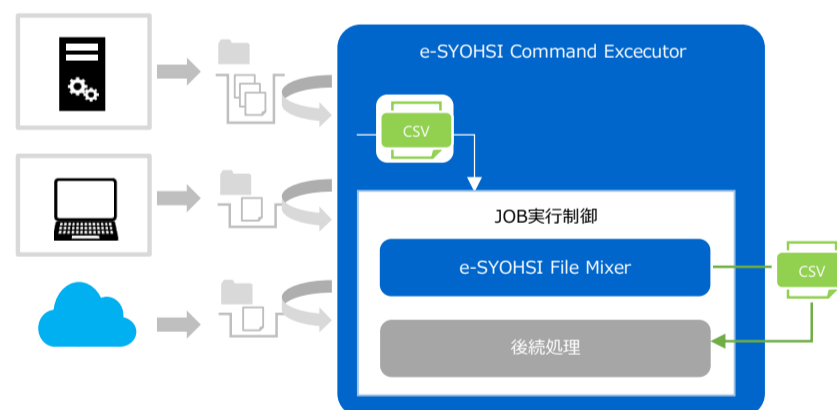 e-SYOHSI Command Excecutor
CSV
JOB実行制御
e-SYOHSI File Mixer
CSV
後続処理